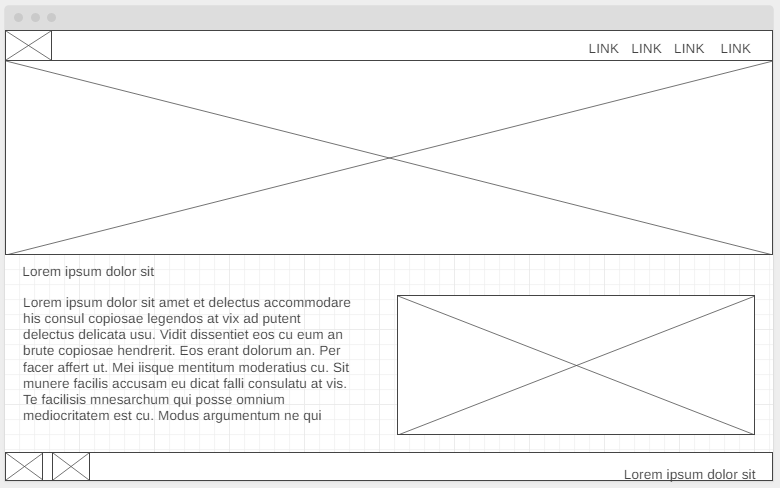 LINK LINK LINK LINK
Lorem ipsum dolor sit
Lorem ipsum dolor sit amet et delectus accommodare
his consul copiosae legendos at vix ad putent
delectus delicata usu. Vidit dissentiet eos cu eum an
brute copiosae hendrerit. Eos erant dolorum an. Per
facer affert ut. Mei iisque mentitum moderatius cu. Sit
munere facilis accusam eu dicat falli consulatu at vis.
Te facilisis mnesarchum qui posse omnium
mediocritatem est cu. Modus argumentum ne qui
Lorem ipsum dolor sit